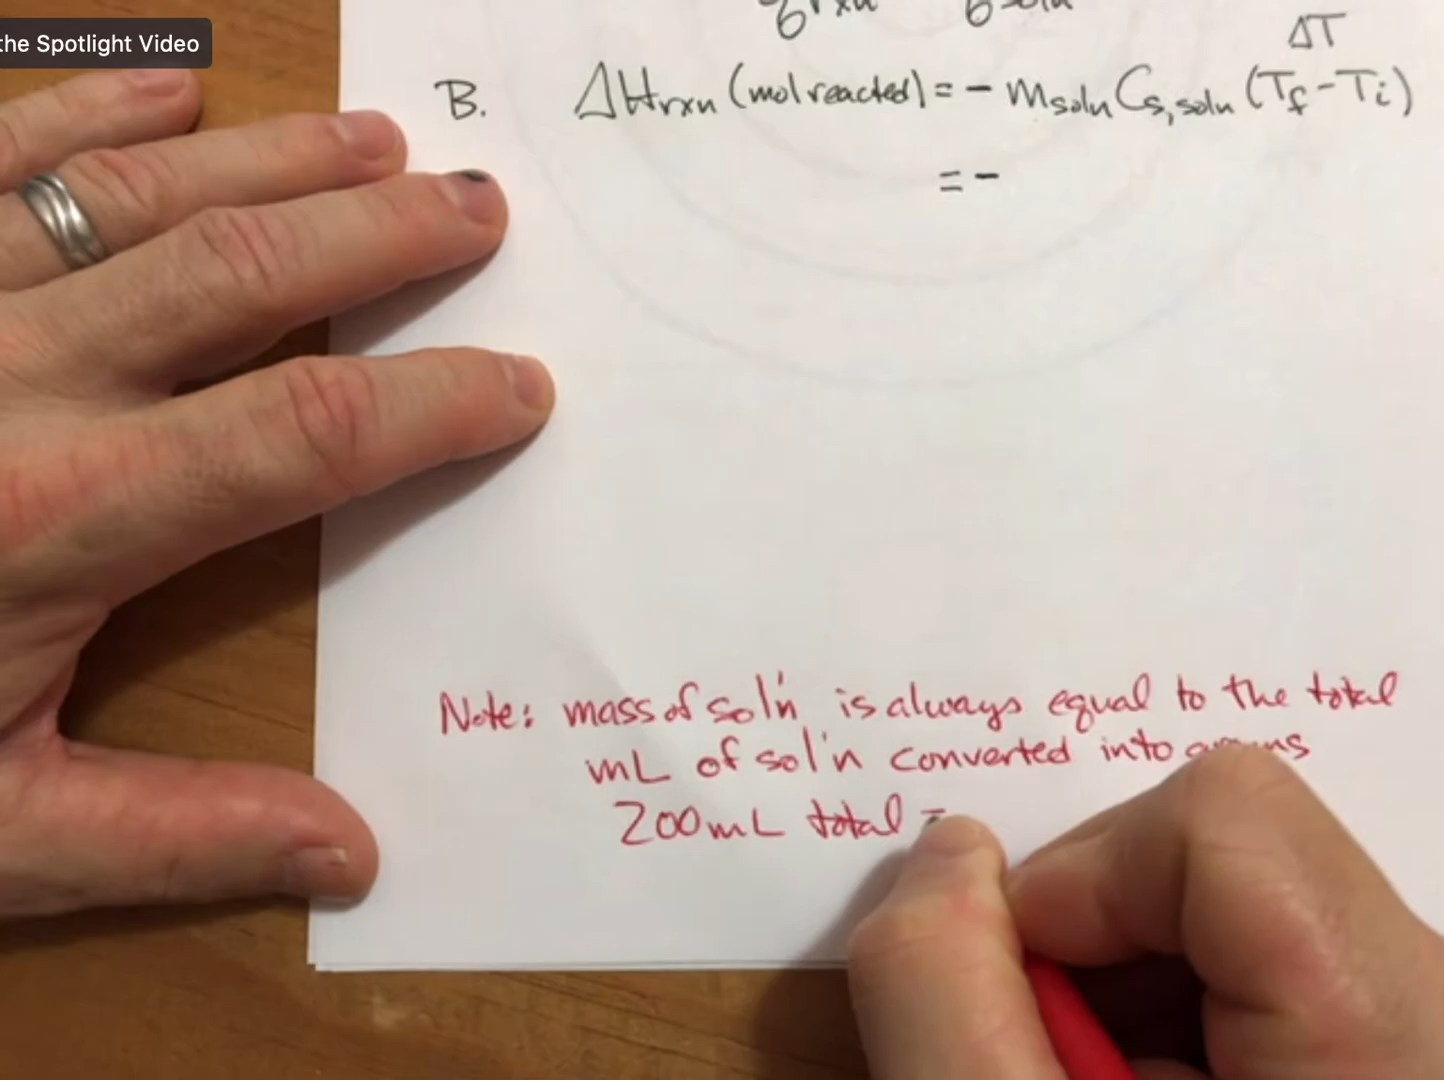 the Spotlight Video
ΔT
B. ΔHrxn (mol reacted) = - msoln Cs,soln (Tf - Ti)
= -
Note: mass of sol'n is always equal to the total
mL of sol'n converted into
200mL total =